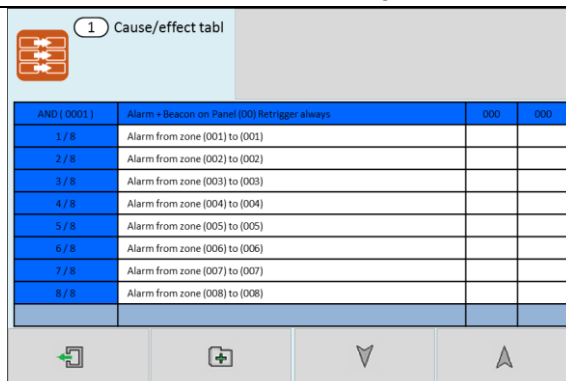 1 Cause/effect tabl
AND ( 0001 ) Alarm + Beacon on Panel (00) Retrigger always 000 000
1 / 8 Alarm from zone (001) to (001)
2 / 8 Alarm from zone (002) to (002)
3 / 8 Alarm from zone (003) to (003)
4 / 8 Alarm from zone (004) to (004)
5 / 8 Alarm from zone (005) to (005)
6 / 8 Alarm from zone (006) to (006)
7 / 8 Alarm from zone (007) to (007)
8 / 8 Alarm from zone (008) to (008)